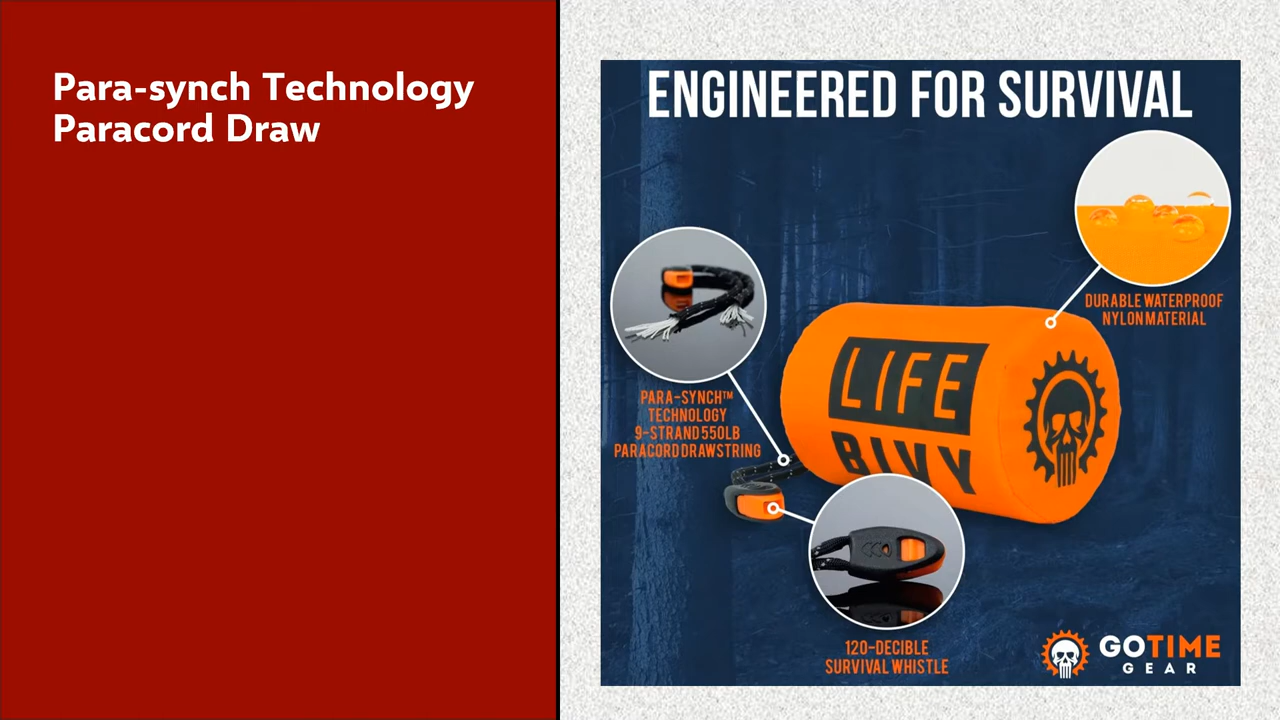 Para-synch Technology
Paracord Draw
ENGINEERED FOR SURVIVAL
DURABLE WATERPROOF
NYLON MATERIAL
LIFE
BIVY
PARA-SYNCH™
TECHNOLOGY
9-STRAND 550LB
PARACORD DRAWSTRING
120-DECIBLE
SURVIVAL WHISTLE
GOTIME
GEAR